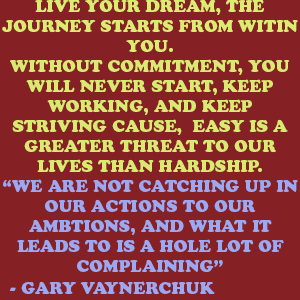 LIVE YOUR DREAM, THE
JOURNEY STARTS FROM WITIN
YOU.
WITHOUT COMMITMENT, YOU
WILL NEVER START, KEEP
WORKING, AND KEEP
STRIVING CAUSE,  EASY IS A
GREATER THREAT TO OUR
LIVES THAN HARDSHIP.
“WE ARE NOT CATCHING UP IN
OUR ACTIONS TO OUR
AMBTIONS, AND WHAT IT
LEADS TO IS A HOLE LOT OF
COMPLAINING”
- GARY VAYNERCHUK